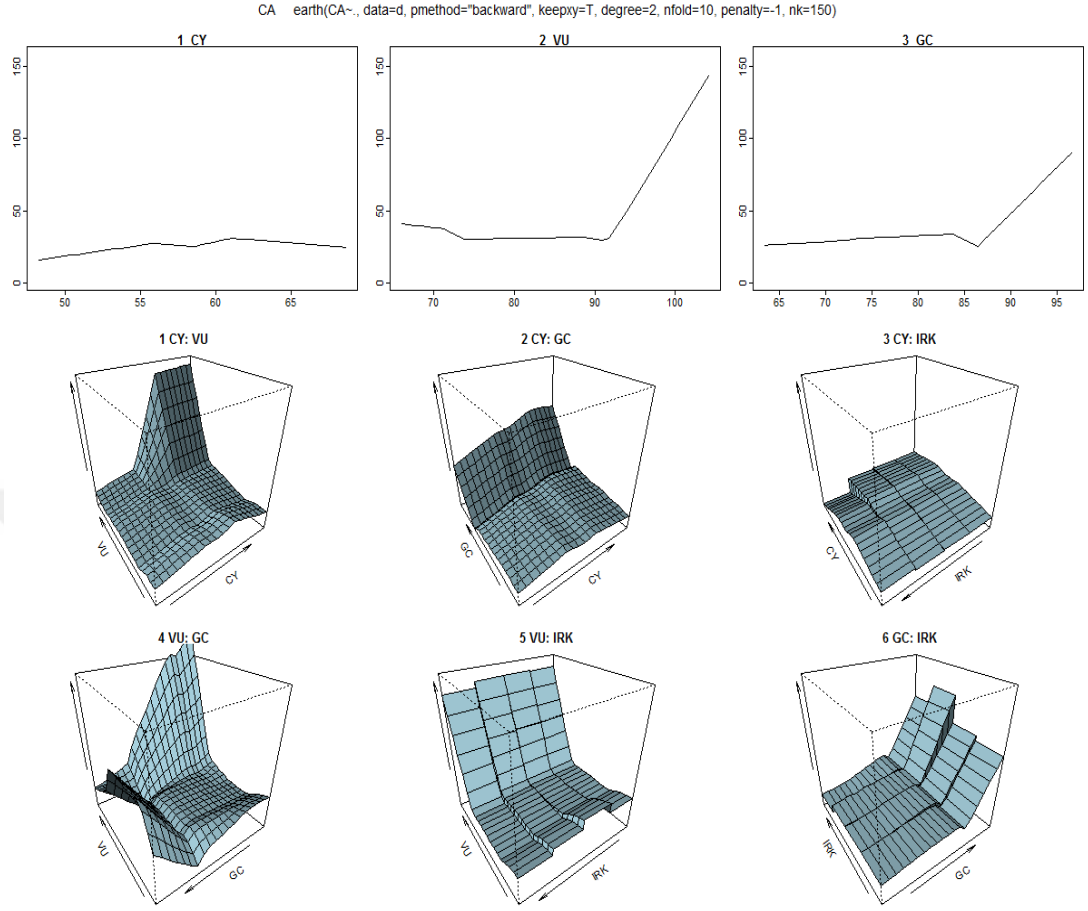 CA earth(CA~., data=d, pmethod="backward", keepxy=T, degree=2, nfold=10, penalty=-1, nk=150)
1 CY
2 VU
3 GC
150
100
50
0
50
55
60
65
150
100
50
0
70
80
90
100
150
100
50
0
65
70
75
80
85
90
95
1 CY: VU
2 CY: GC
3 CY: IRK
VU
CY
GC
CY
CY
IRK
4 VU: GC
5 VU: IRK
6 GC: IRK
VU
GC
VU
IRK
IRK
GC